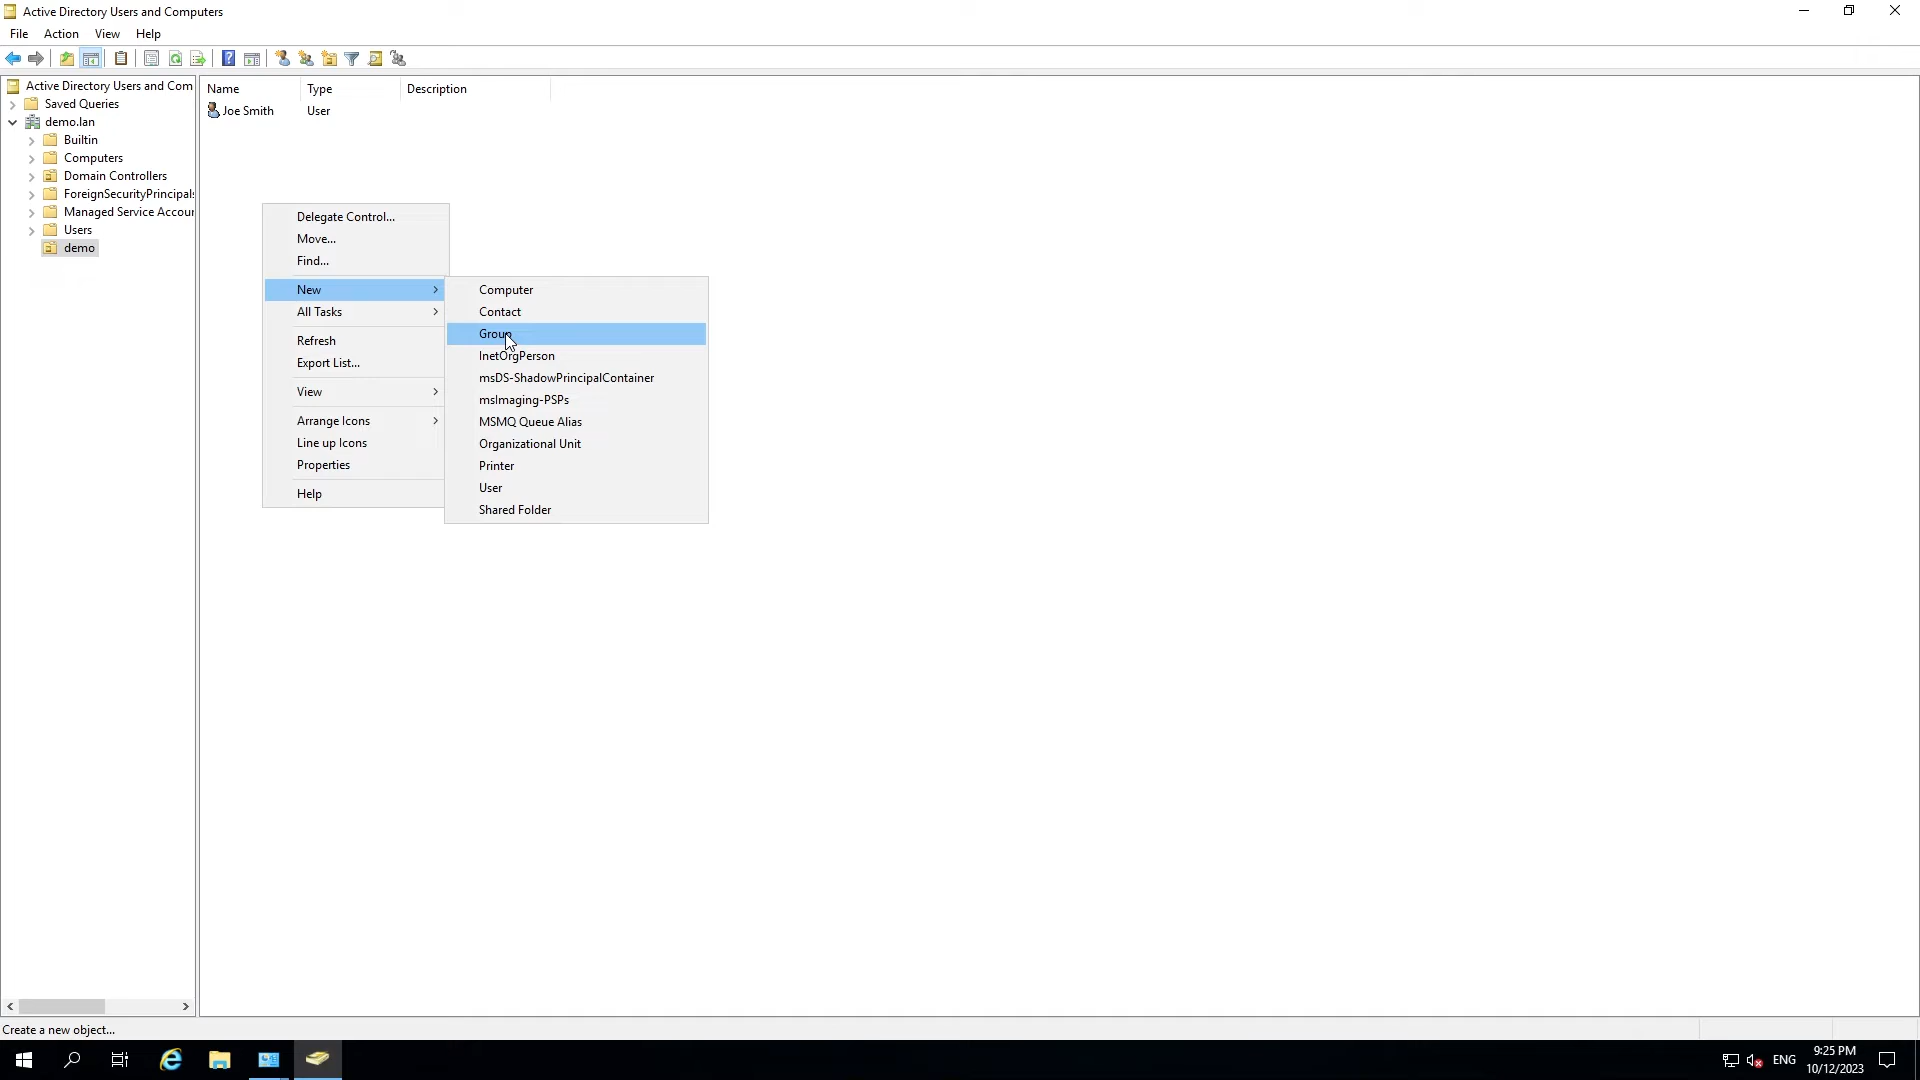 Active Directory Users and Computers
File Action View Help
Active Directory Users and Com
Saved Queries
demo.lan
Builtin
Computers
Domain Controllers
ForeignSecurityPrincipals
Managed Service Accour
Users
demo
Name Type Description
Joe Smith User
Delegate Control...
Move...
Find...
New
All Tasks
Refresh
Export List...
View
Arrange Icons
Line up Icons
Properties
Help
Computer
Contact
Group
InetOrgPerson
msDS-ShadowPrincipalContainer
msImaging-PSPs
MSMQ Queue Alias
Organizational Unit
Printer
User
Shared Folder
Create a new object...
ENG
9:25 PM
10/12/2023